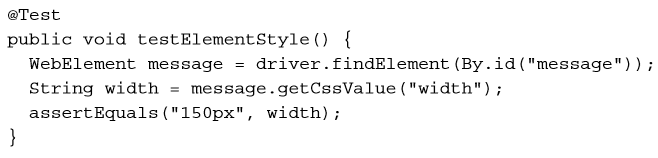 @Test
public void testElementStyle() {
  WebElement message = driver.findElement(By.id("message"));
  String width = message.getCssValue("width");
  assertEquals("150px", width);
}